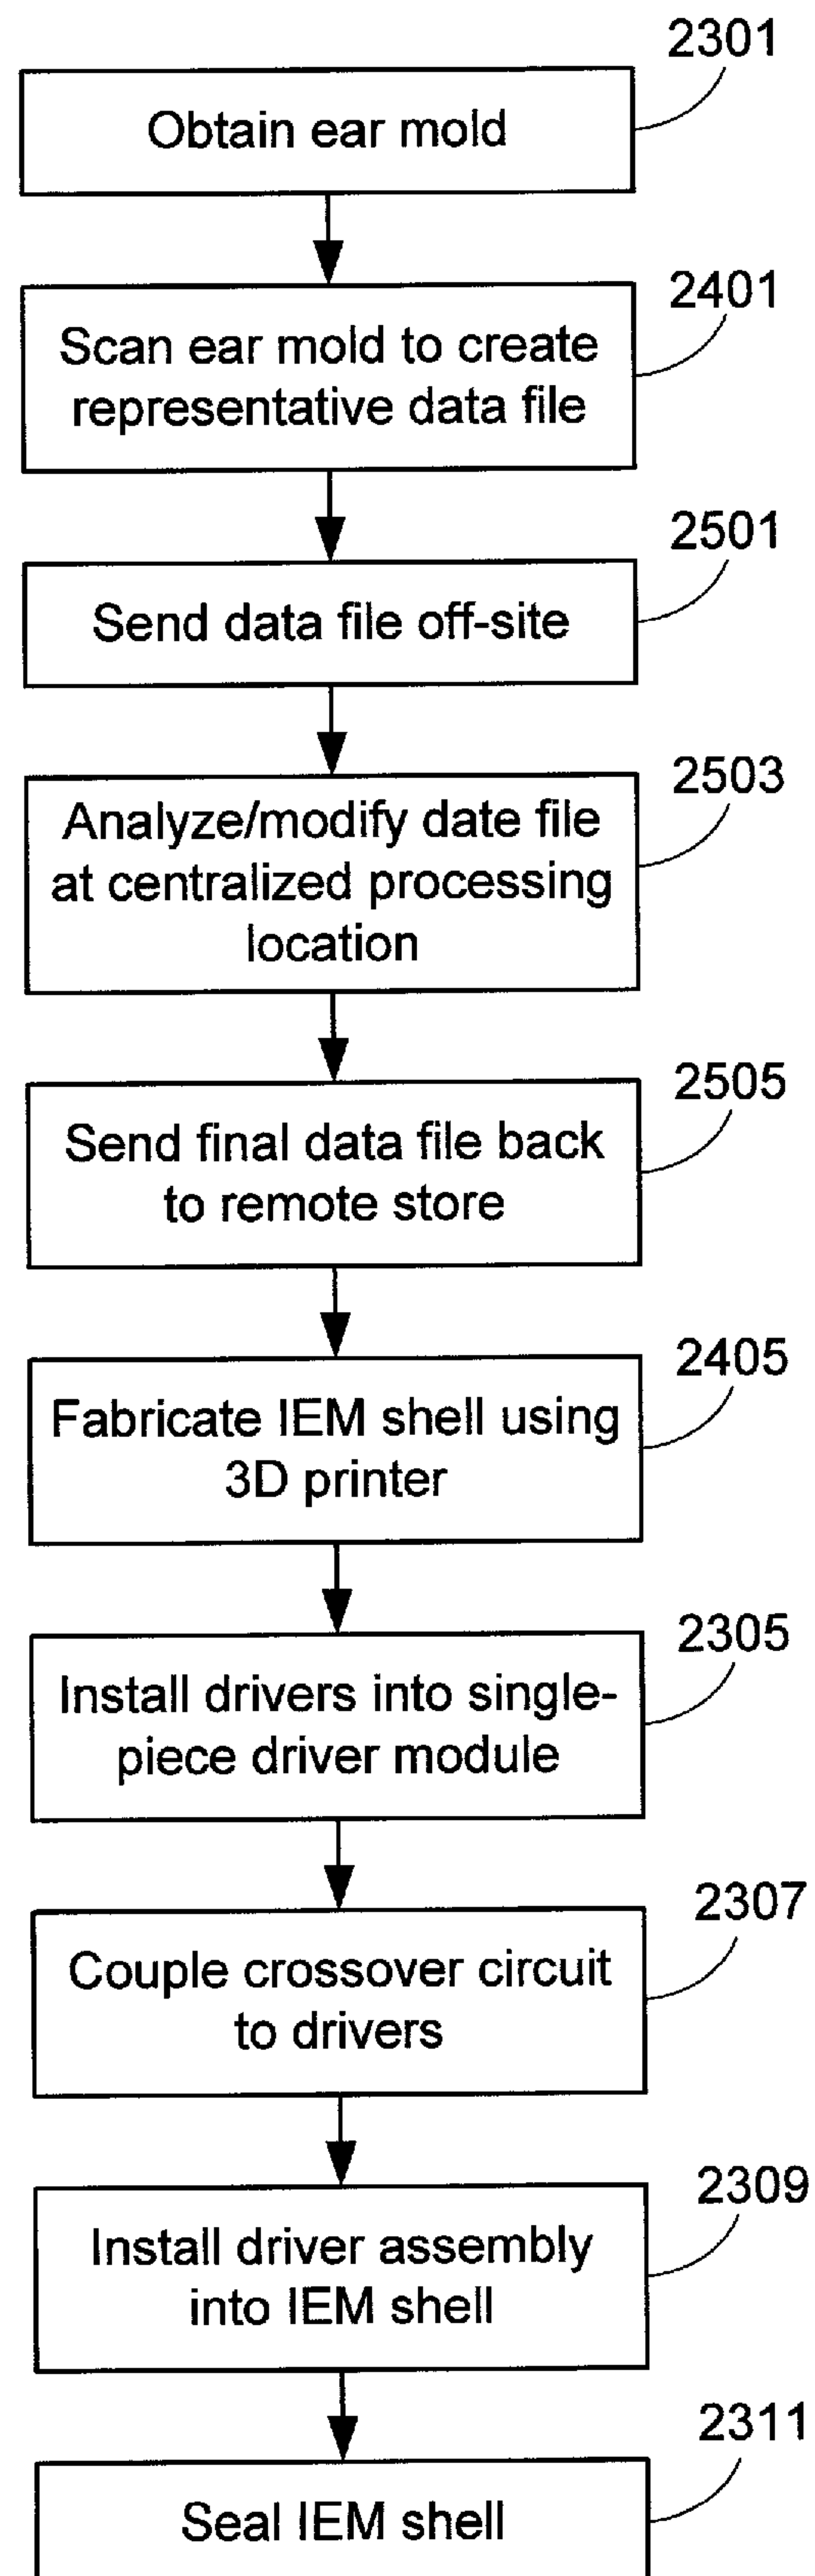 2301
Obtain ear mold
2401
Scan ear mold to create
representative data file
2501
Send data file off-site
2503
Analyze/modify date file
at centralized processing
location
2505
Send final data file back
to remote store
2405
Fabricate IEM shell using
3D printer
2305
Install drivers into single-
piece driver module
2307
Couple crossover circuit
to drivers
2309
Install driver assembly
into IEM shell
2311
Seal IEM shell